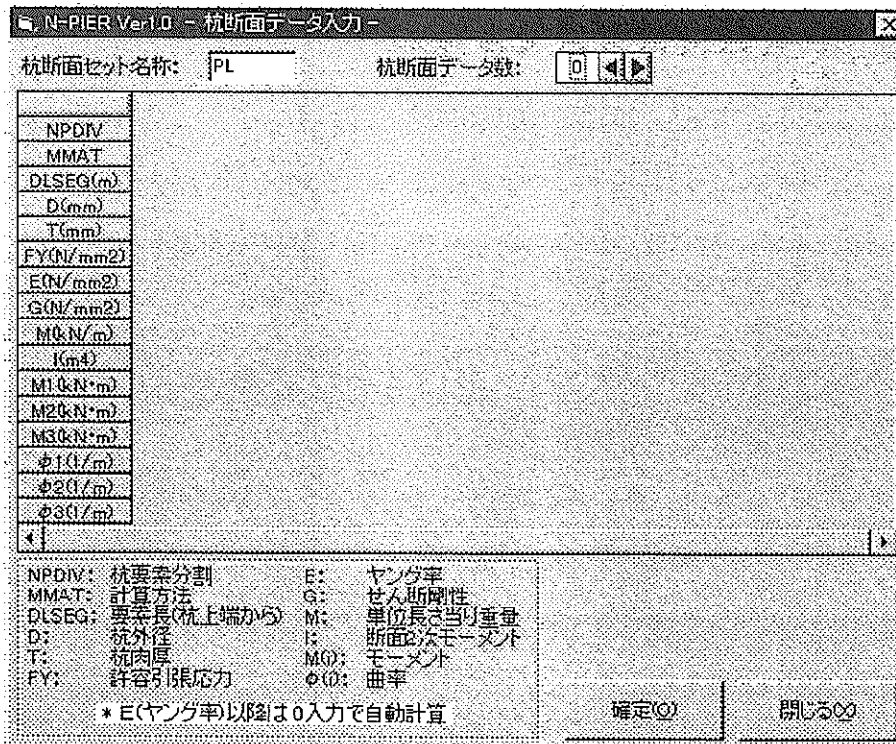 N-PIER Ver1.0 - 杭断面データ入力 -
杭断面セット名称: PL 杭断面データ数: 0
NPDIV
MMAT
DLSEG(m)
D(mm)
T(mm)
FY(N/mm2)
E(N/mm2)
G(N/mm2)
M(kN/m)
I(m4)
M1(kN*m)
M2(kN*m)
M3(kN*m)
φ1(1/m)
φ2(1/m)
φ3(1/m)
NPDIV: 杭要素分割 E: ヤング率
MMAT: 計算方法 G: せん断剛性
DLSEG: 要素長(杭上端から) M: 単位長さ当り重量
D: 杭外径 I: 断面2次モーメント
T: 杭肉厚 M(i): モーメント
FY: 許容引張応力 φ(i): 曲率
* E(ヤング率)以降は0入力で自動計算
確定(O) 閉じる(X)